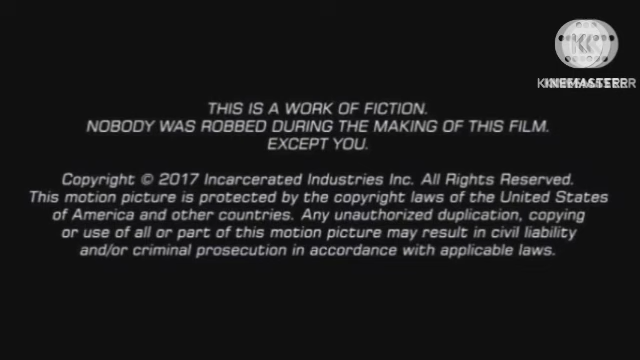 KINEMASTER
THIS IS A WORK OF FICTION.
NOBODY WAS ROBBED DURING THE MAKING OF THIS FILM.
EXCEPT YOU.
Copyright © 2017 Incarcerated Industries Inc. All Rights Reserved.
This motion picture is protected by the copyright laws of the United States
of America and other countries. Any unauthorized duplication, copying
or use of all or part of this motion picture may result in civil liability
and/or criminal prosecution in accordance with applicable laws.